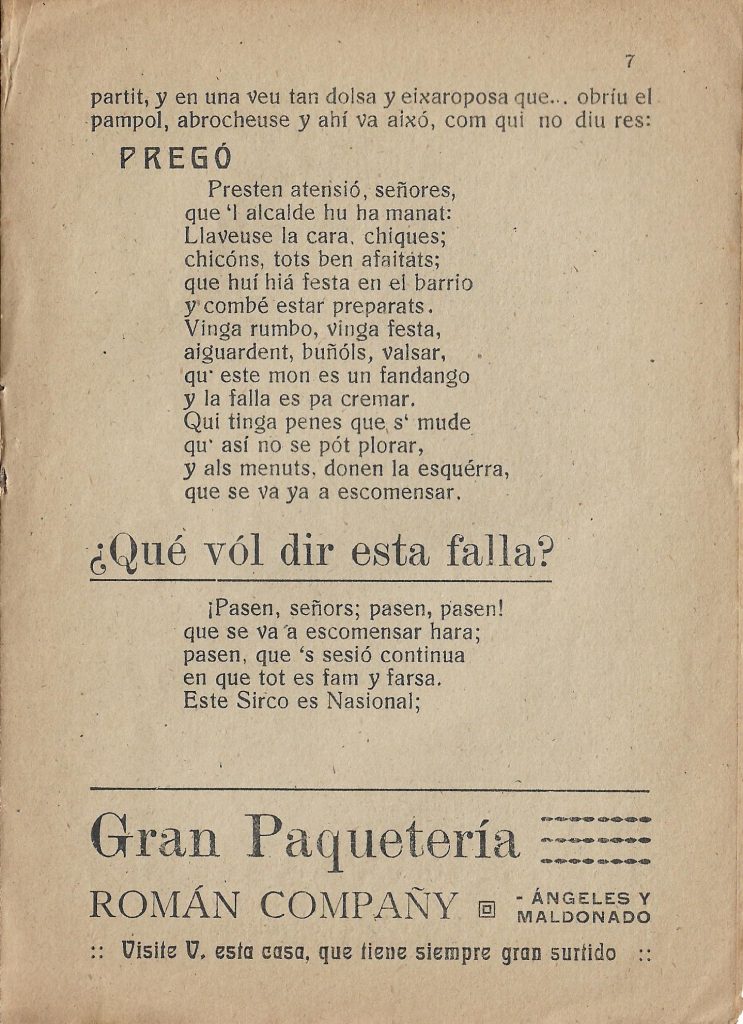 7
partit, y en una veu tan dolsa y eixaroposa que... obríu el
pampol, abrocheuse y ahí va aixó, com qui no diu res:
PREGÓ
Presten atensió, señores,
que 'l alcalde hu ha manat:
Llaveuse la cara, chiques;
chicóns, tots ben afaitáts;
que huí hiá festa en el barrio
y combé estar preparats.
Vinga rumbo, vinga festa,
aiguardent, buñóls, valsar,
qu' este mon es un fandango
y la falla es pa cremar.
Qui tinga penes que s' mude
qu' así no se pót plorar,
y als menuts, donen la esquérra,
que se va ya a escomensar.
¿Qué vól dir esta falla?
¡Pasen, señors; pasen, pasen!
que se va a escomensar hara;
pasen, que 's sesió continua
en que tot es fam y farsa.
Este Sirco es Nasional;
Gran Paquetería
ROMÁN COMPAÑY - ÁNGELES Y
MALDONADO
:: Visite V. esta casa, que tiene siempre gran surtido ::